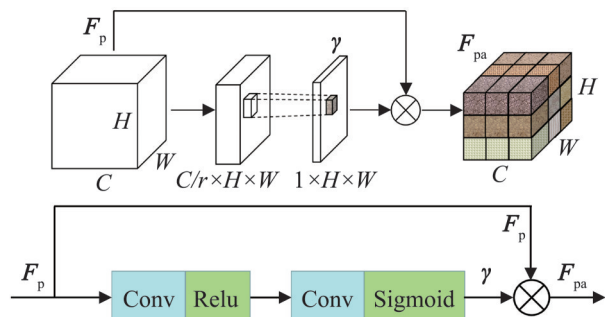 F_p
γ
F_pa
H
W
C
C/r×H×W
1×H×W
H
W
C
F_p
F_p
Conv Relu
Conv Sigmoid
γ
F_pa